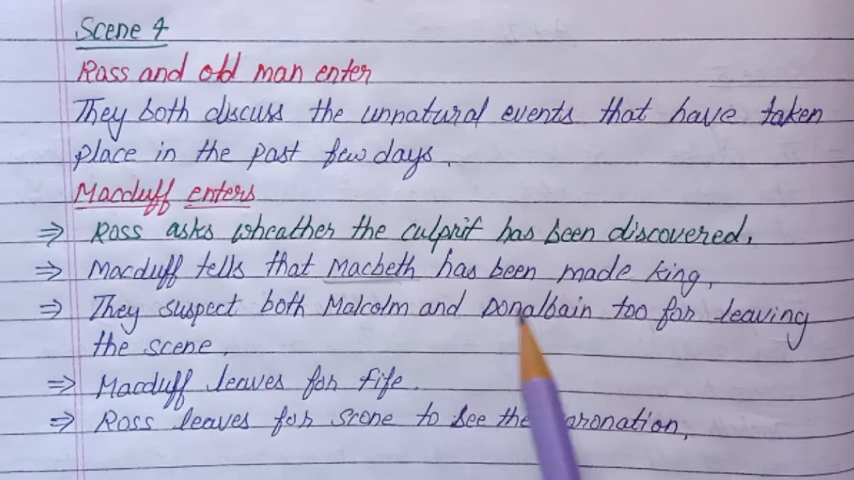 Scene 4
Ross and old man enter
They both discuss the unnatural events that have taken
place in the past few days.
Macduff enters
⇒ Ross asks wheather the culprit has been discovered.
⇒ Macduff tells that Macbeth has been made king.
⇒ They suspect both Malcolm and Donalbain too for leaving
the scene.
⇒ Macduff leaves for fife.
⇒ Ross leaves for scone to see the coronation.